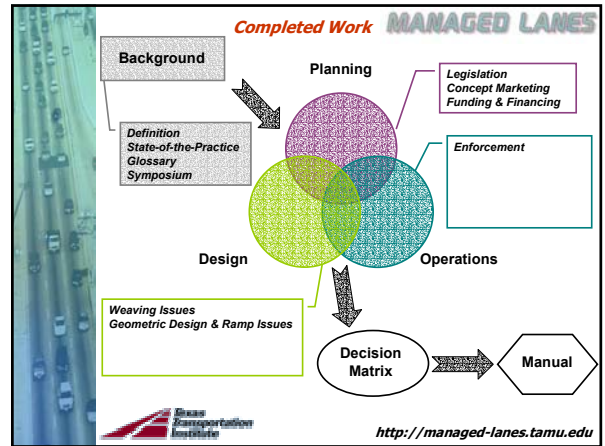 Completed Work
MANAGED LANES
Background
Planning
Legislation
Concept Marketing
Funding & Financing
Definition
State-of-the-Practice
Glossary
Symposium
Enforcement
Design
Operations
Weaving Issues
Geometric Design & Ramp Issues
Decision
Matrix
Manual
Texas
Transportation
Institute
http://managed-lanes.tamu.edu